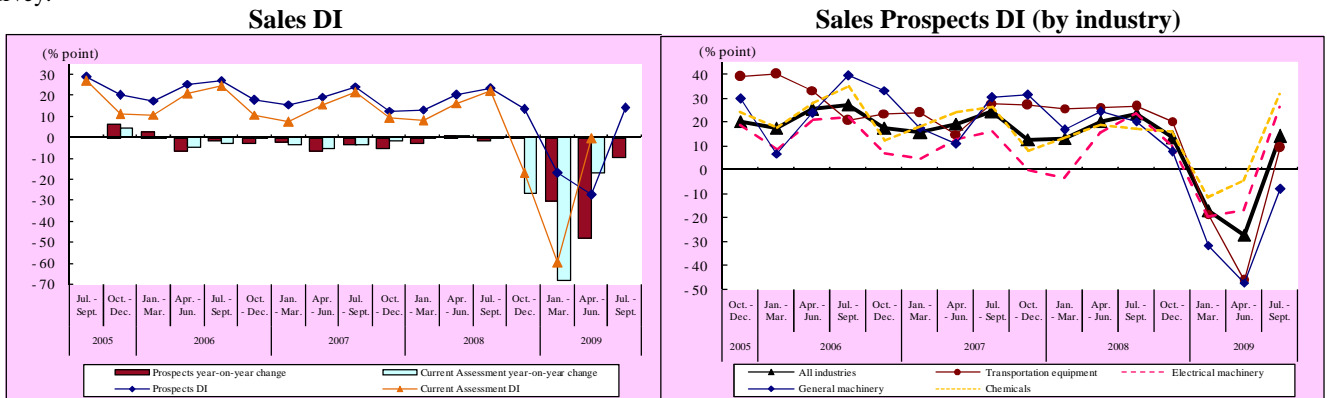 vey.
Sales DI
(% point)
30
20
10
0
- 10
- 20
- 30
- 40
- 50
- 60
- 70
Jul. - Sept.
Oct. - Dec.
Jan. - Mar.
Apr. - Jun.
Jul. - Sept.
Oct. - Dec.
Jan. - Mar.
Apr. - Jun.
Jul. - Sept.
Oct. - Dec.
Jan. - Mar.
Apr. - Jun.
Jul. - Sept.
Oct. - Dec.
Jan. - Mar.
Apr. - Jun.
Jul. - Sept.
2005 2006 2007 2008 2009
Prospects year-on-year change Current Assessment year-on-year change
Prospects DI Current Assessment DI
Sales Prospects DI (by industry)
(% point)
40
30
20
10
0
- 10
- 20
- 30
- 40
- 50
Oct. - Dec.
Jan. - Mar.
Apr. - Jun.
Jul. - Sept.
Oct. - Dec.
Jan. - Mar.
Apr. - Jun.
Jul. - Sept.
Oct. - Dec.
Jan. - Mar.
Apr. - Jun.
Jul. - Sept.
Oct. - Dec.
Jan. - Mar.
Apr. - Jun.
Jul. - Sept.
2005 2006 2007 2008 2009
All industries Transportation equipment Electrical machinery
General machinery Chemicals